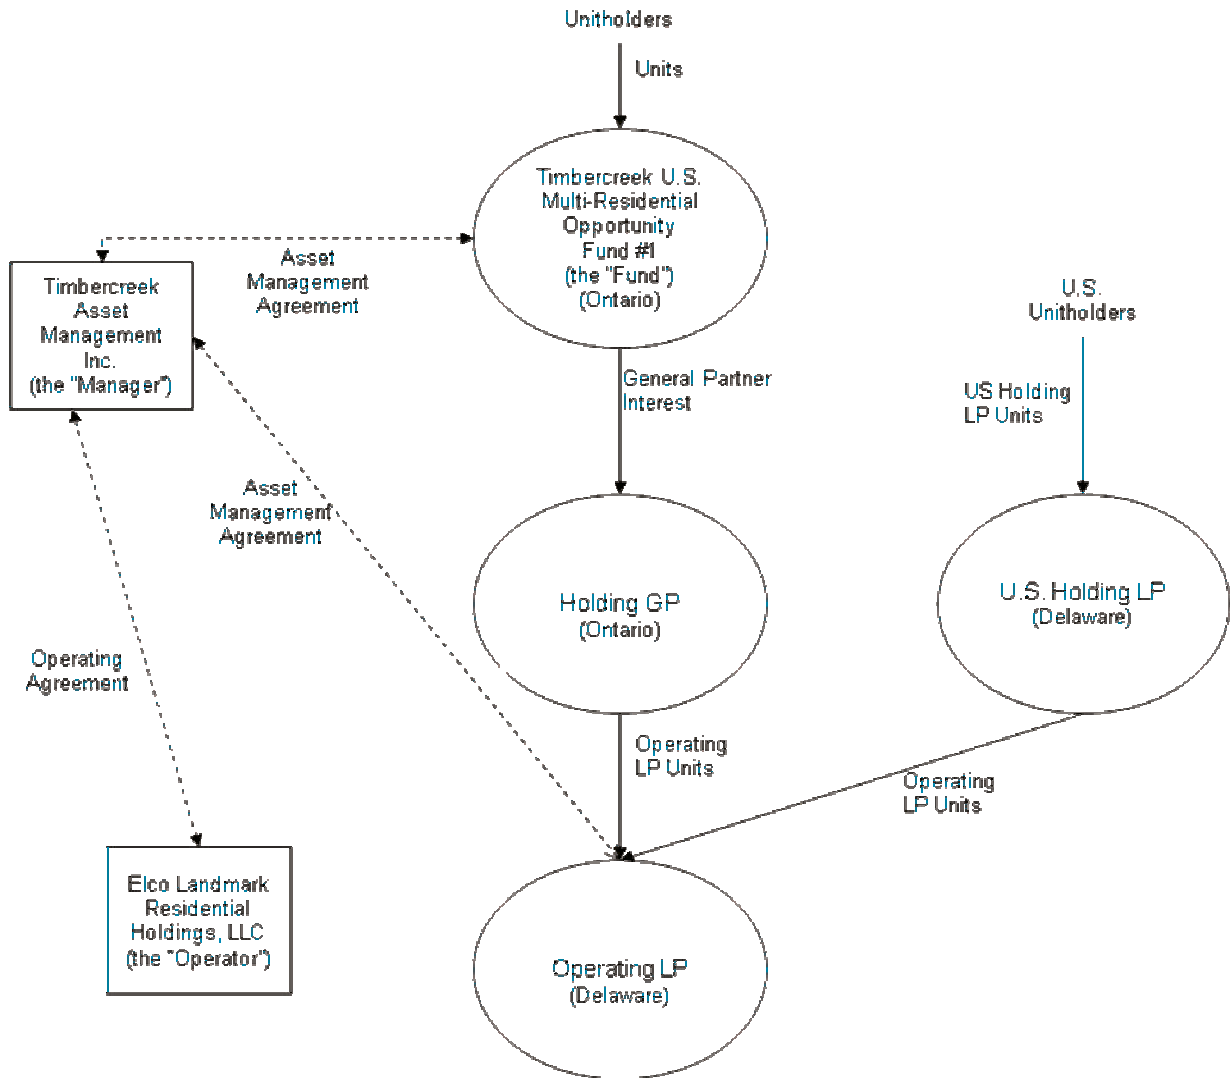 Unitholders
Units
Timbercreek U.S.
Multi-Residential
Opportunity
Fund #1
(the "Fund")
(Ontario)
Asset
Management
Agreement
Timbercreek
Asset
Management
Inc.
(the "Manager")
U.S.
Unitholders
General Partner
Interest
US Holding
LP Units
Asset
Management
Agreement
Holding GP
(Ontario)
U.S. Holding LP
(Delaware)
Operating
Agreement
Operating
LP Units
Operating
LP Units
Elco Landmark
Residential
Holdings, LLC
(the "Operator")
Operating LP
(Delaware)